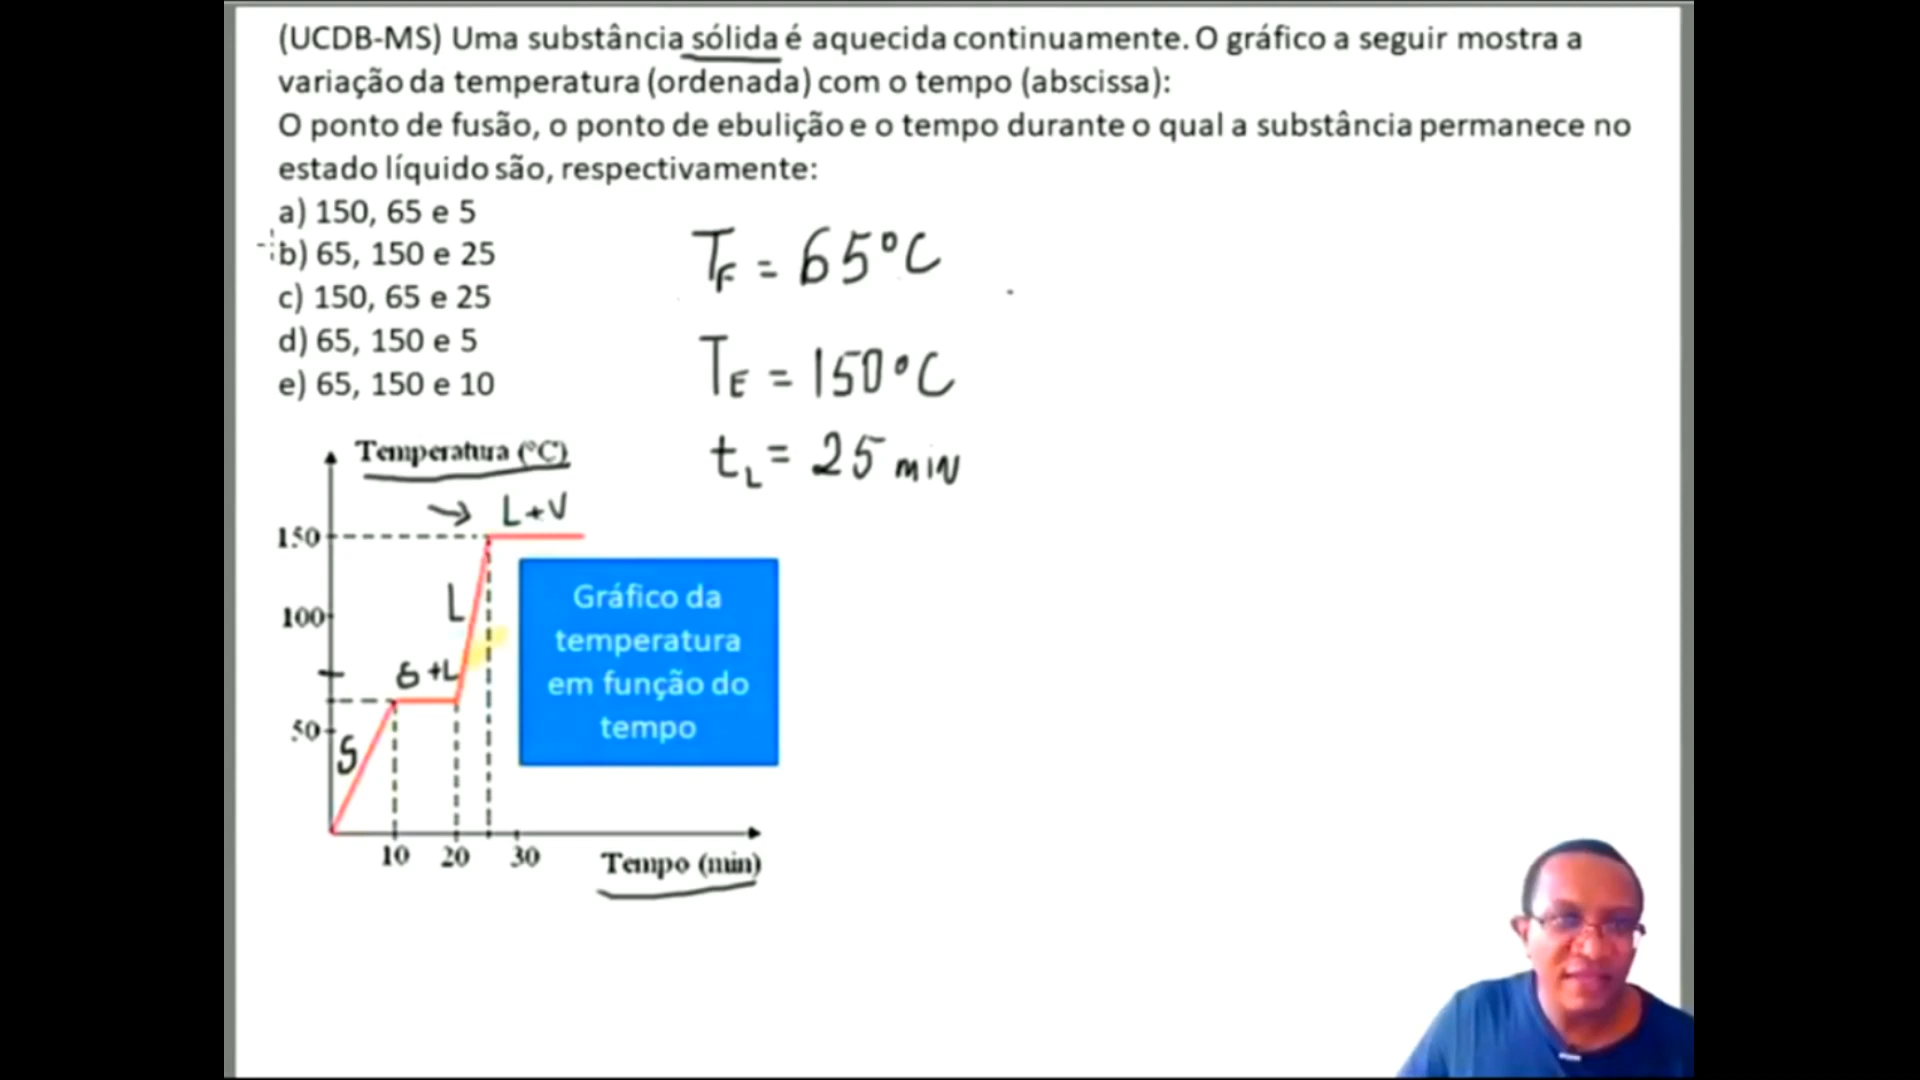 (UCDB-MS) Uma substância sólida é aquecida continuamente. O gráfico a seguir mostra a
variação da temperatura (ordenada) com o tempo (abscissa):
O ponto de fusão, o ponto de ebulição e o tempo durante o qual a substância permanece no
estado líquido são, respectivamente:
a) 150, 65 e 5
b) 65, 150 e 25
c) 150, 65 e 25
d) 65, 150 e 5
e) 65, 150 e 10
TF = 65°C
TE = 150°C
tL = 25 min
Temperatura (°C)
L+V
150
L
100
S+L
50
S
Gráfico da
temperatura
em função do
tempo
10 20 30
Tempo (min)